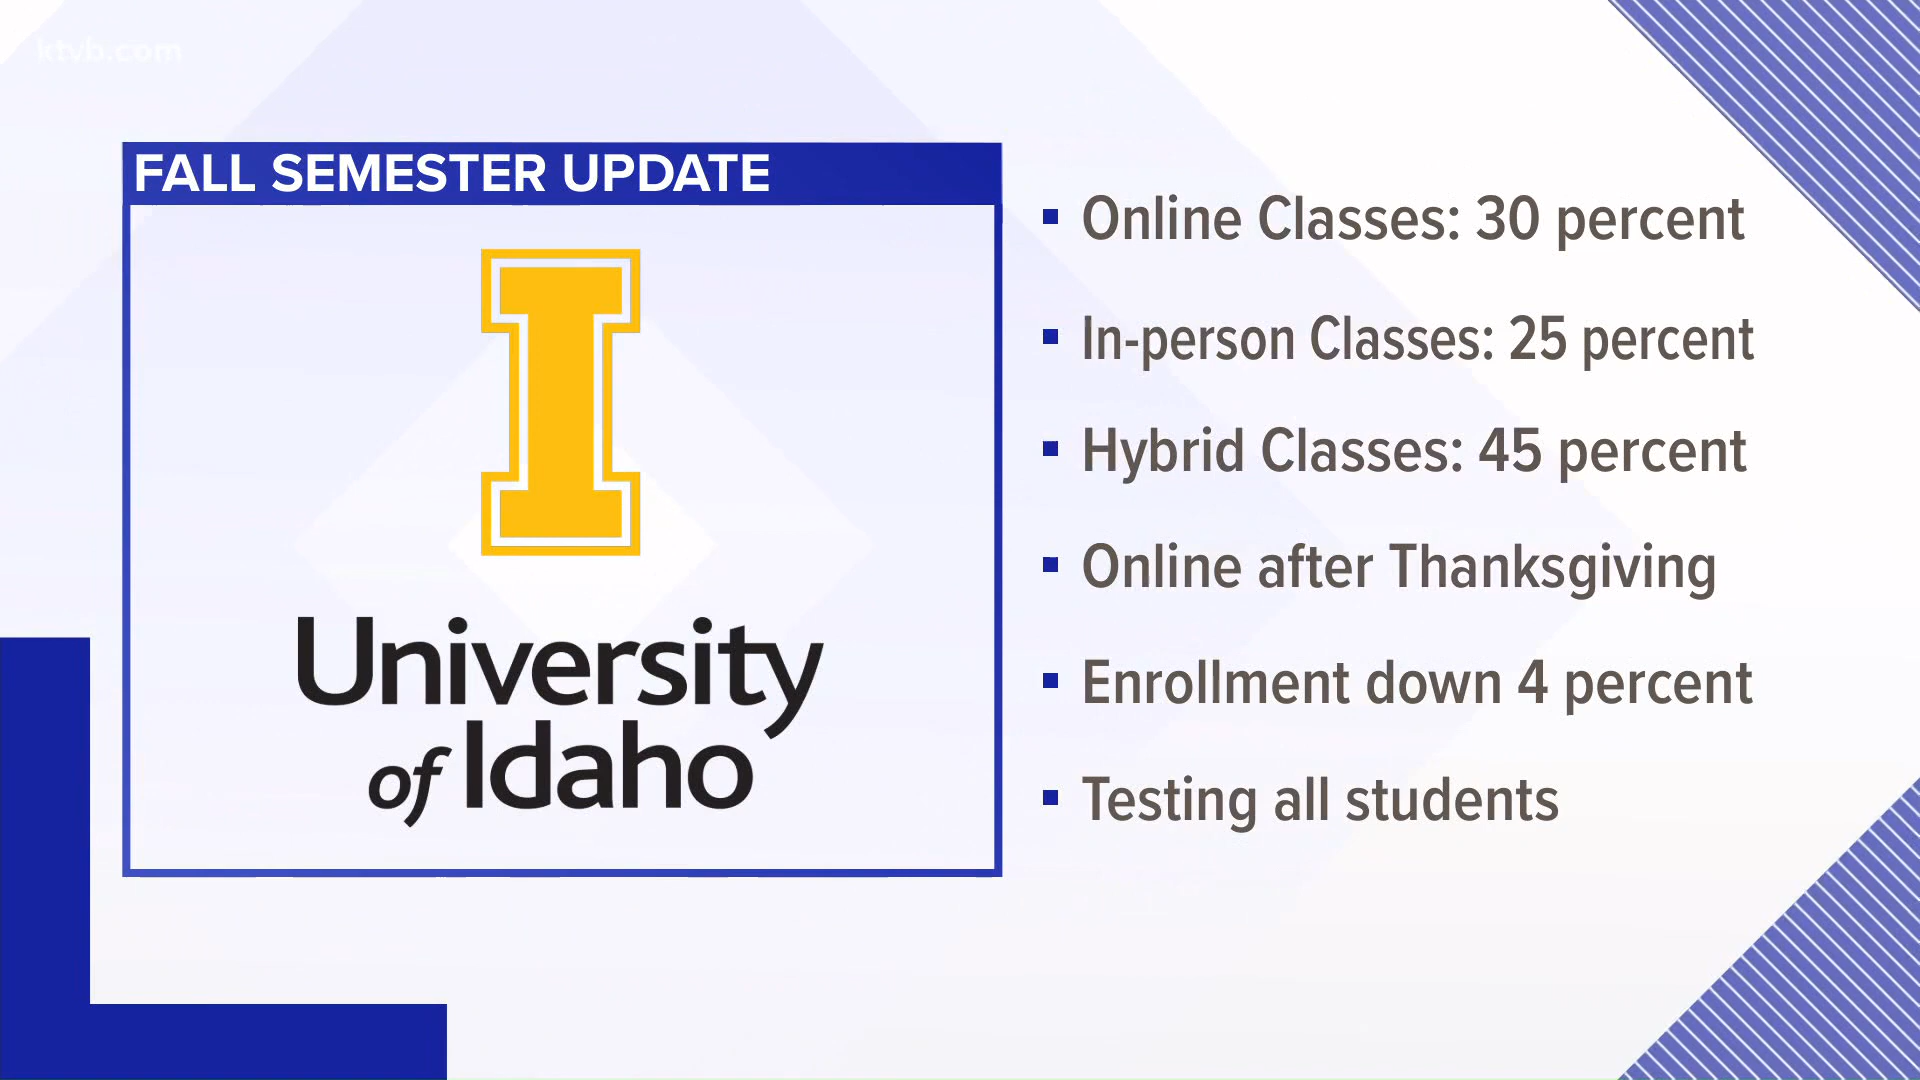 ktvb.com
FALL SEMESTER UPDATE
I
University
of Idaho
Online Classes: 30 percent
In-person Classes: 25 percent
Hybrid Classes: 45 percent
Online after Thanksgiving
Enrollment down 4 percent
Testing all students